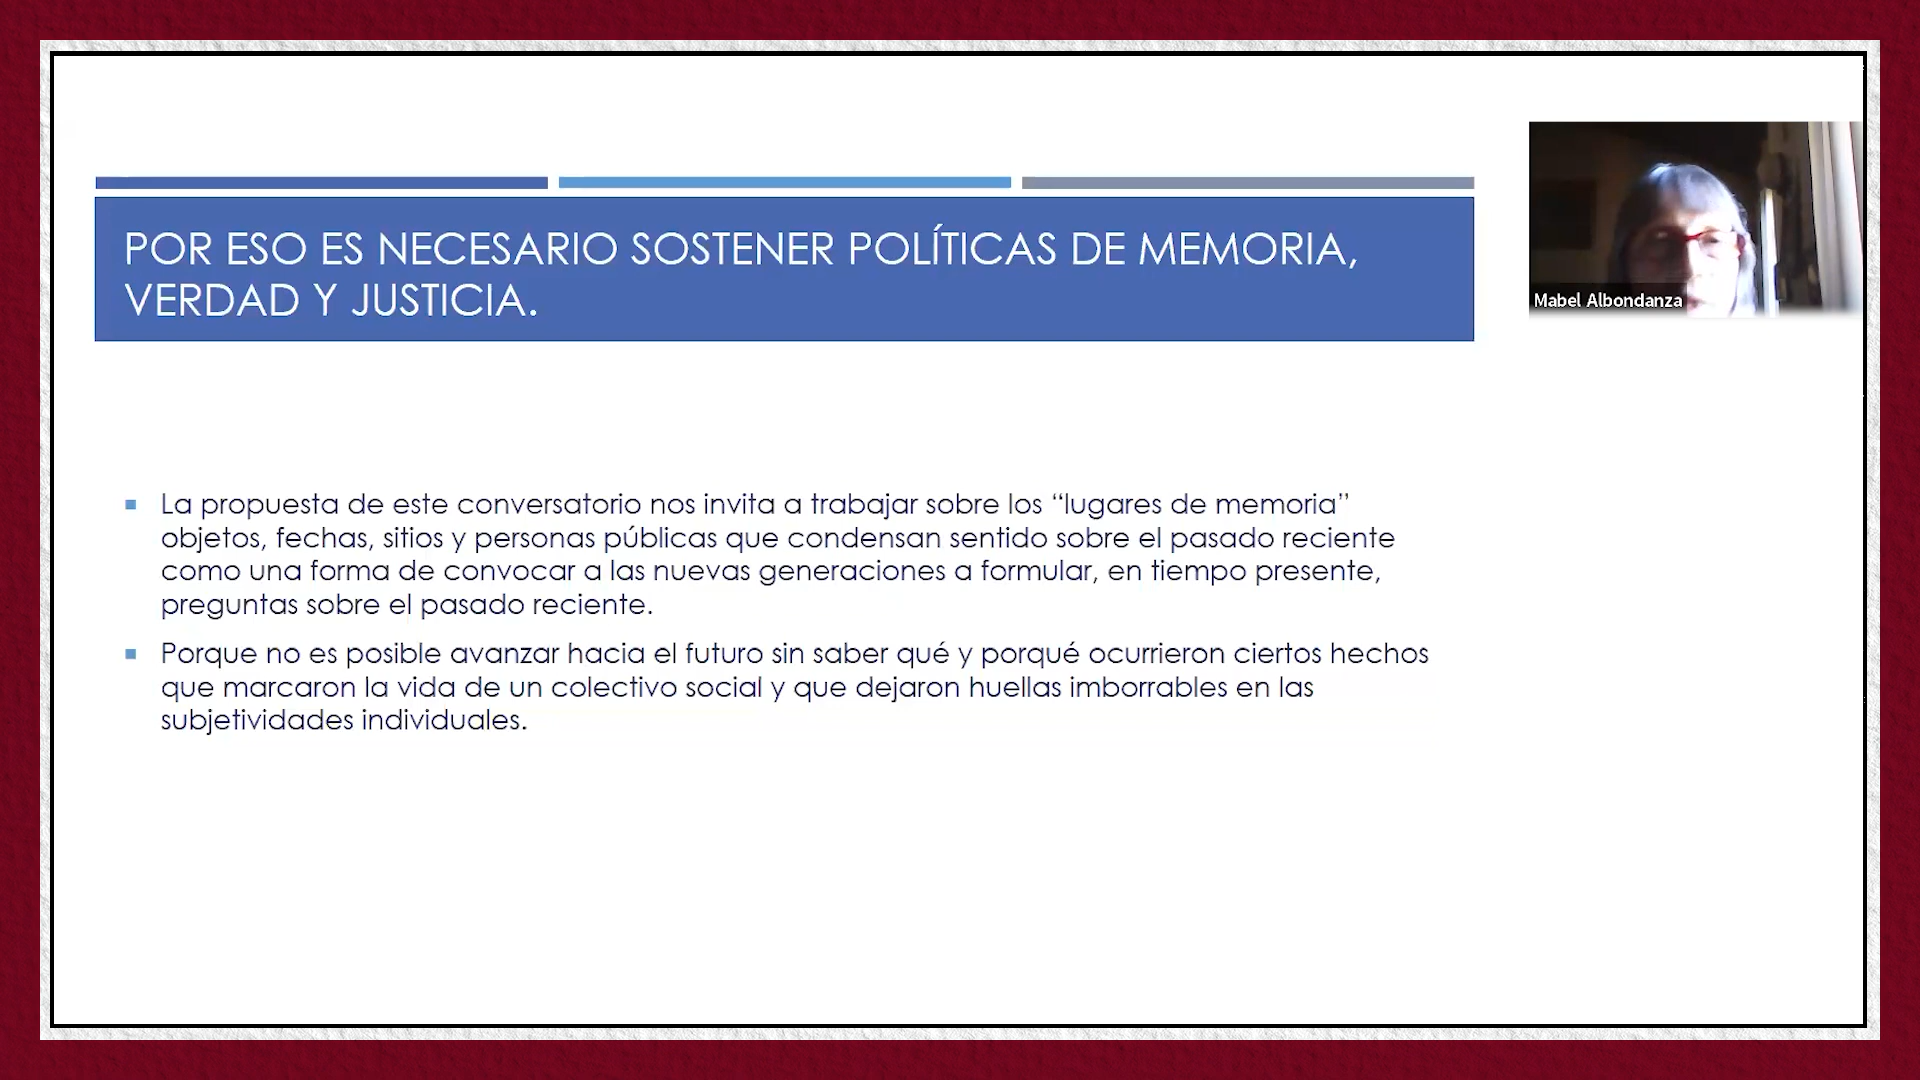 POR ESO ES NECESARIO SOSTENER POLÍTICAS DE MEMORIA,
VERDAD Y JUSTICIA.
Mabel Albondanza
La propuesta de este conversatorio nos invita a trabajar sobre los “lugares de memoria”
objetos, fechas, sitios y personas públicas que condensan sentido sobre el pasado reciente
como una forma de convocar a las nuevas generaciones a formular, en tiempo presente,
preguntas sobre el pasado reciente.
Porque no es posible avanzar hacia el futuro sin saber qué y porqué ocurrieron ciertos hechos
que marcaron la vida de un colectivo social y que dejaron huellas imborrables en las
subjetividades individuales.